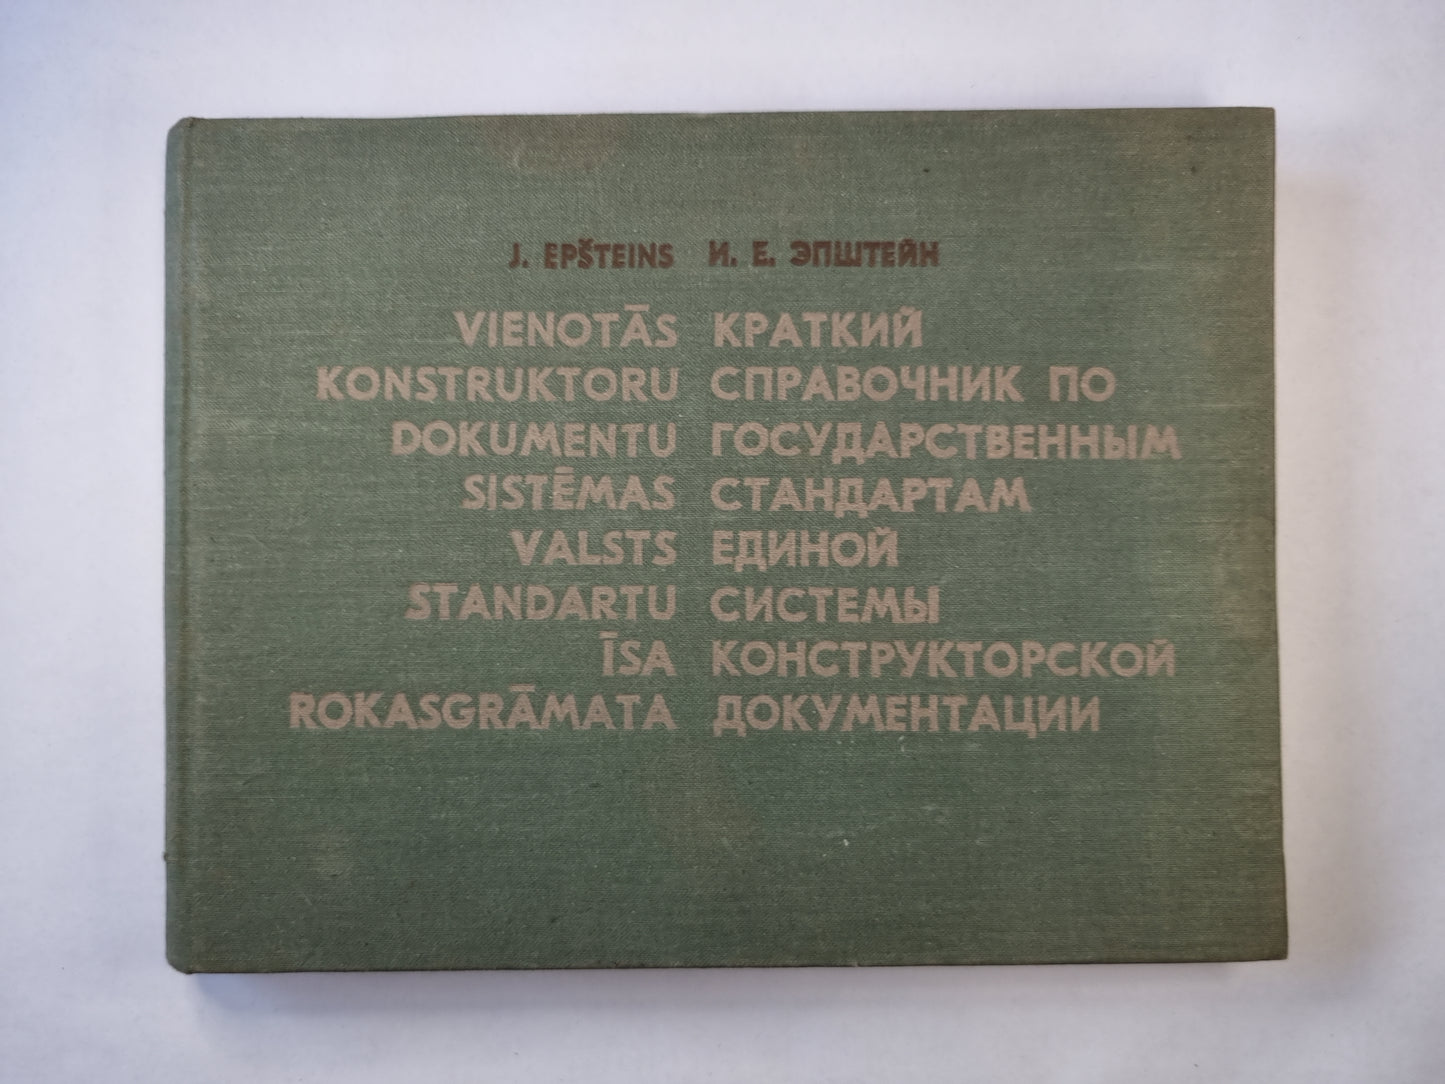 J. EPŠTEINS И. Е. ЭПШТЕЙН
VIENOTĀS КРАТКИЙ
KONSTRUKTORU СПРАВОЧНИК ПО
DOKUMENTU ГОСУДАРСТВЕННЫМ
SISTĒMAS СТАНДАРТАМ
VALSTS ЕДИНОЙ
STANDARTU СИСТЕМЫ
ĪSA КОНСТРУКТОРСКОЙ
ROKASGRĀMATA ДОКУМЕНТАЦИИ